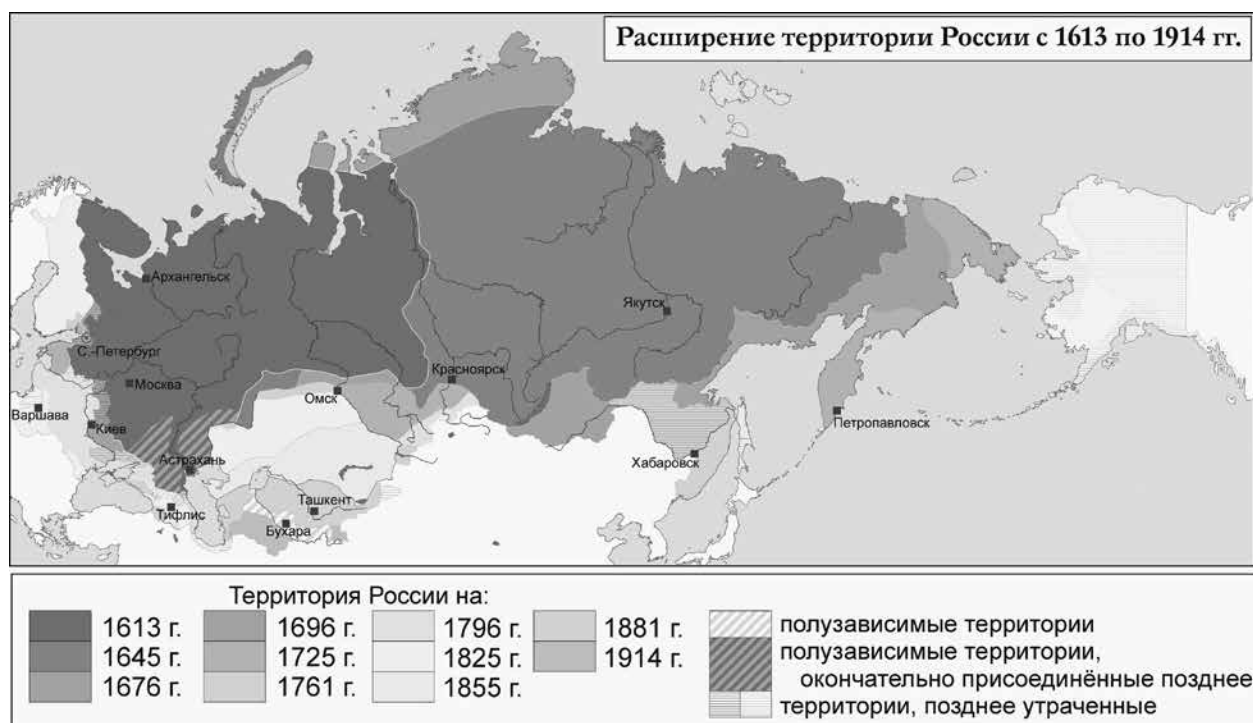 Расширение территории России с 1613 по 1914 гг.
Архангельск
Якутск
С.-Петербург
Красноярск
Москва
Омск
Варшава
Петропавловск
Киев
Хабаровск
Астрахань
Ташкент
Тифлис
Бухара
Территория России на:
1613 г.
1645 г.
1676 г.
1696 г.
1725 г.
1761 г.
1796 г.
1825 г.
1855 г.
1881 г.
1914 г.
полузависимые территории
полузависимые территории,
окончательно присоединённые позднее
территории, позднее утраченные